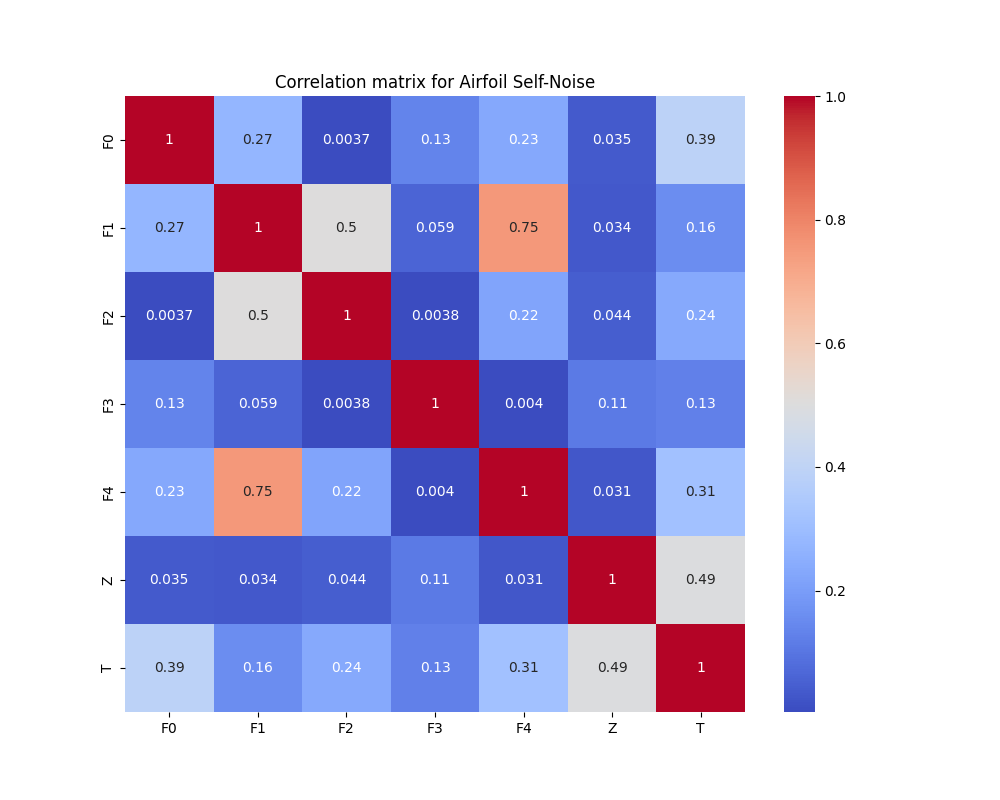 Correlation matrix for Airfoil Self-Noise
F0 1 0.27 0.0037 0.13 0.23 0.035 0.39
F1 0.27 1 0.5 0.059 0.75 0.034 0.16
F2 0.0037 0.5 1 0.0038 0.22 0.044 0.24
F3 0.13 0.059 0.0038 1 0.004 0.11 0.13
F4 0.23 0.75 0.22 0.004 1 0.031 0.31
Z 0.035 0.034 0.044 0.11 0.031 1 0.49
T 0.39 0.16 0.24 0.13 0.31 0.49 1
F0 F1 F2 F3 F4 Z T
1.0
0.8
0.6
0.4
0.2